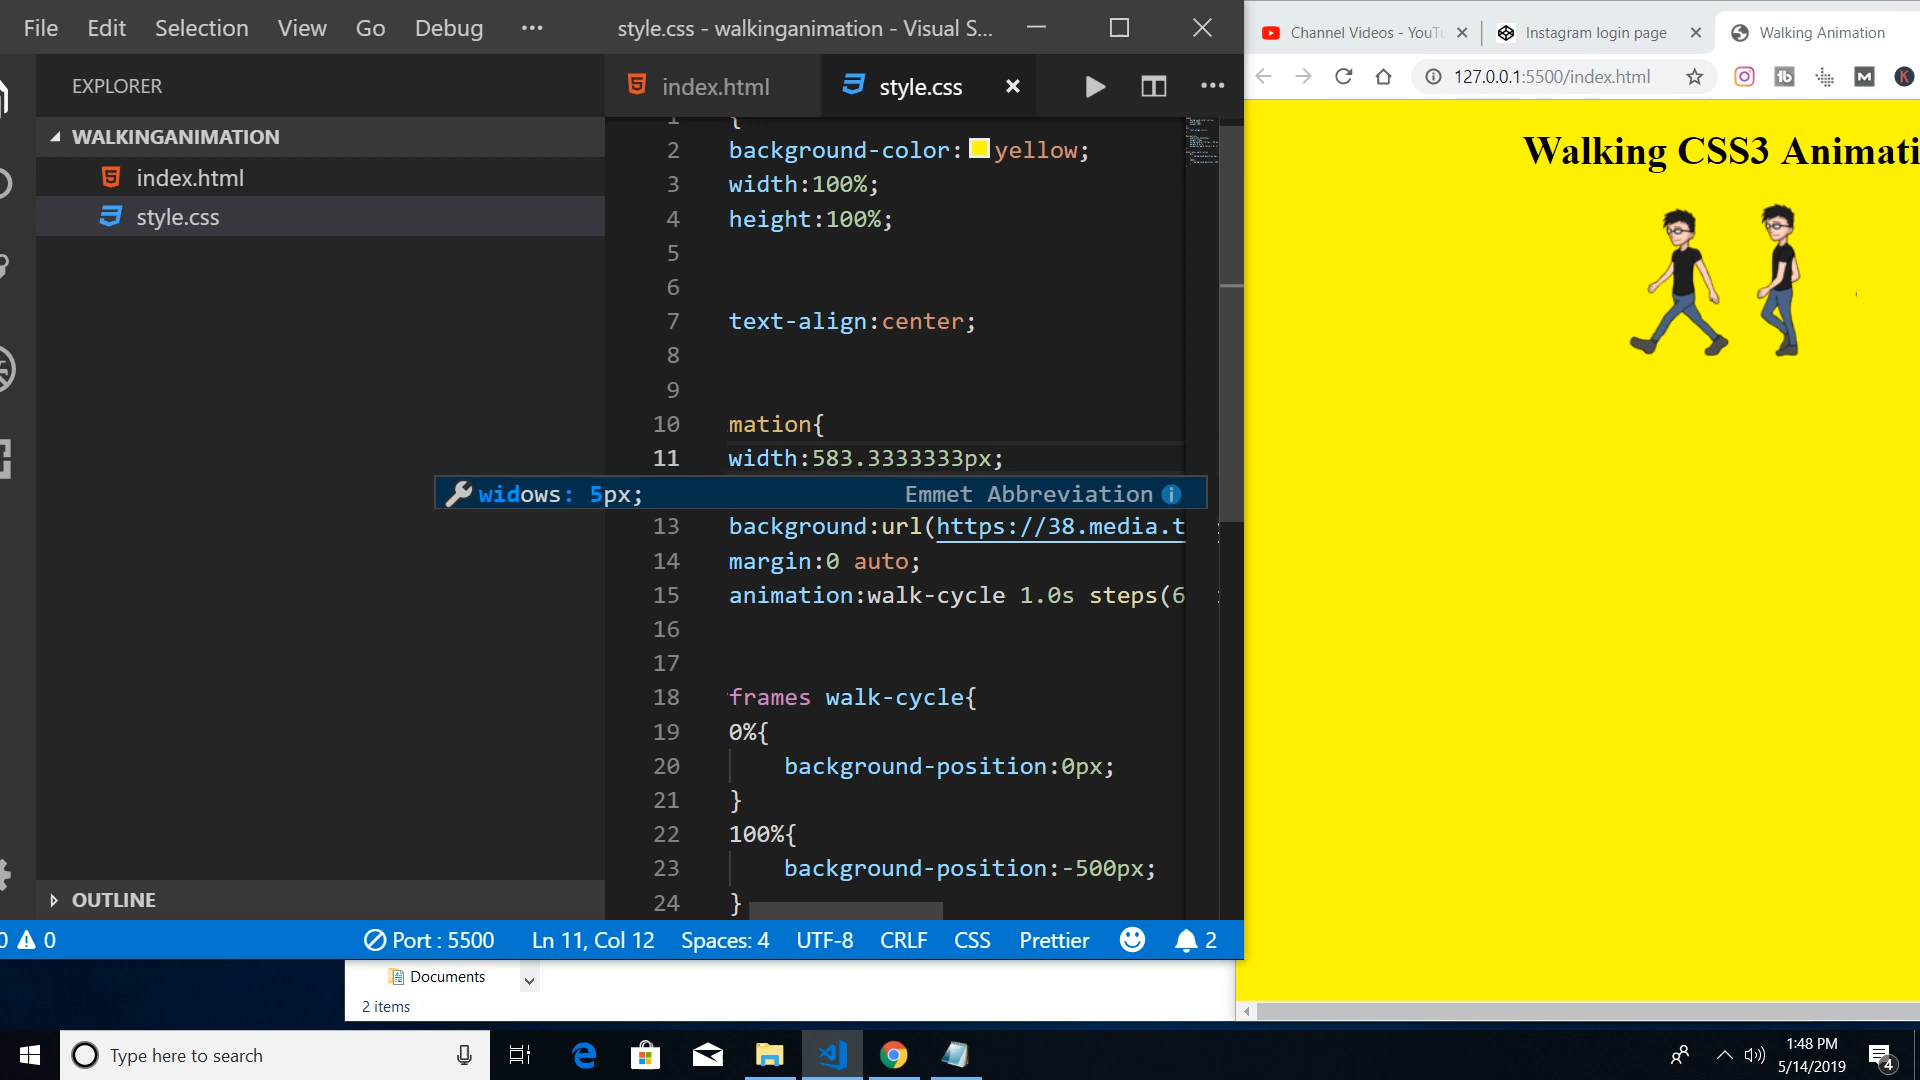 File Edit Selection View Go Debug ···
style.css - walkinganimation - Visual S...
EXPLORER
WALKINGANIMATION
index.html
style.css
OUTLINE
index.html
style.css
1 {
2 background-color: yellow;
3 width:100%;
4 height:100%;
5
6
7 text-align:center;
8
9
10 mation{
11 width:583.3333333px;
widows: 5px; Emmet Abbreviation
13 background:url(https://38.media.t
14 margin:0 auto;
15 animation:walk-cycle 1.0s steps(6
16
17
18 frames walk-cycle{
19 0%{
20 background-position:0px;
21 }
22 100%{
23 background-position:-500px;
24 }
0 0 Port : 5500 Ln 11, Col 12 Spaces: 4 UTF-8 CRLF CSS Prettier 2
Channel Videos - YouTu
Instagram login page
Walking Animation
127.0.0.1:5500/index.html
Walking CSS3 Animati
Documents
2 items
Type here to search
1:48 PM
5/14/2019
4